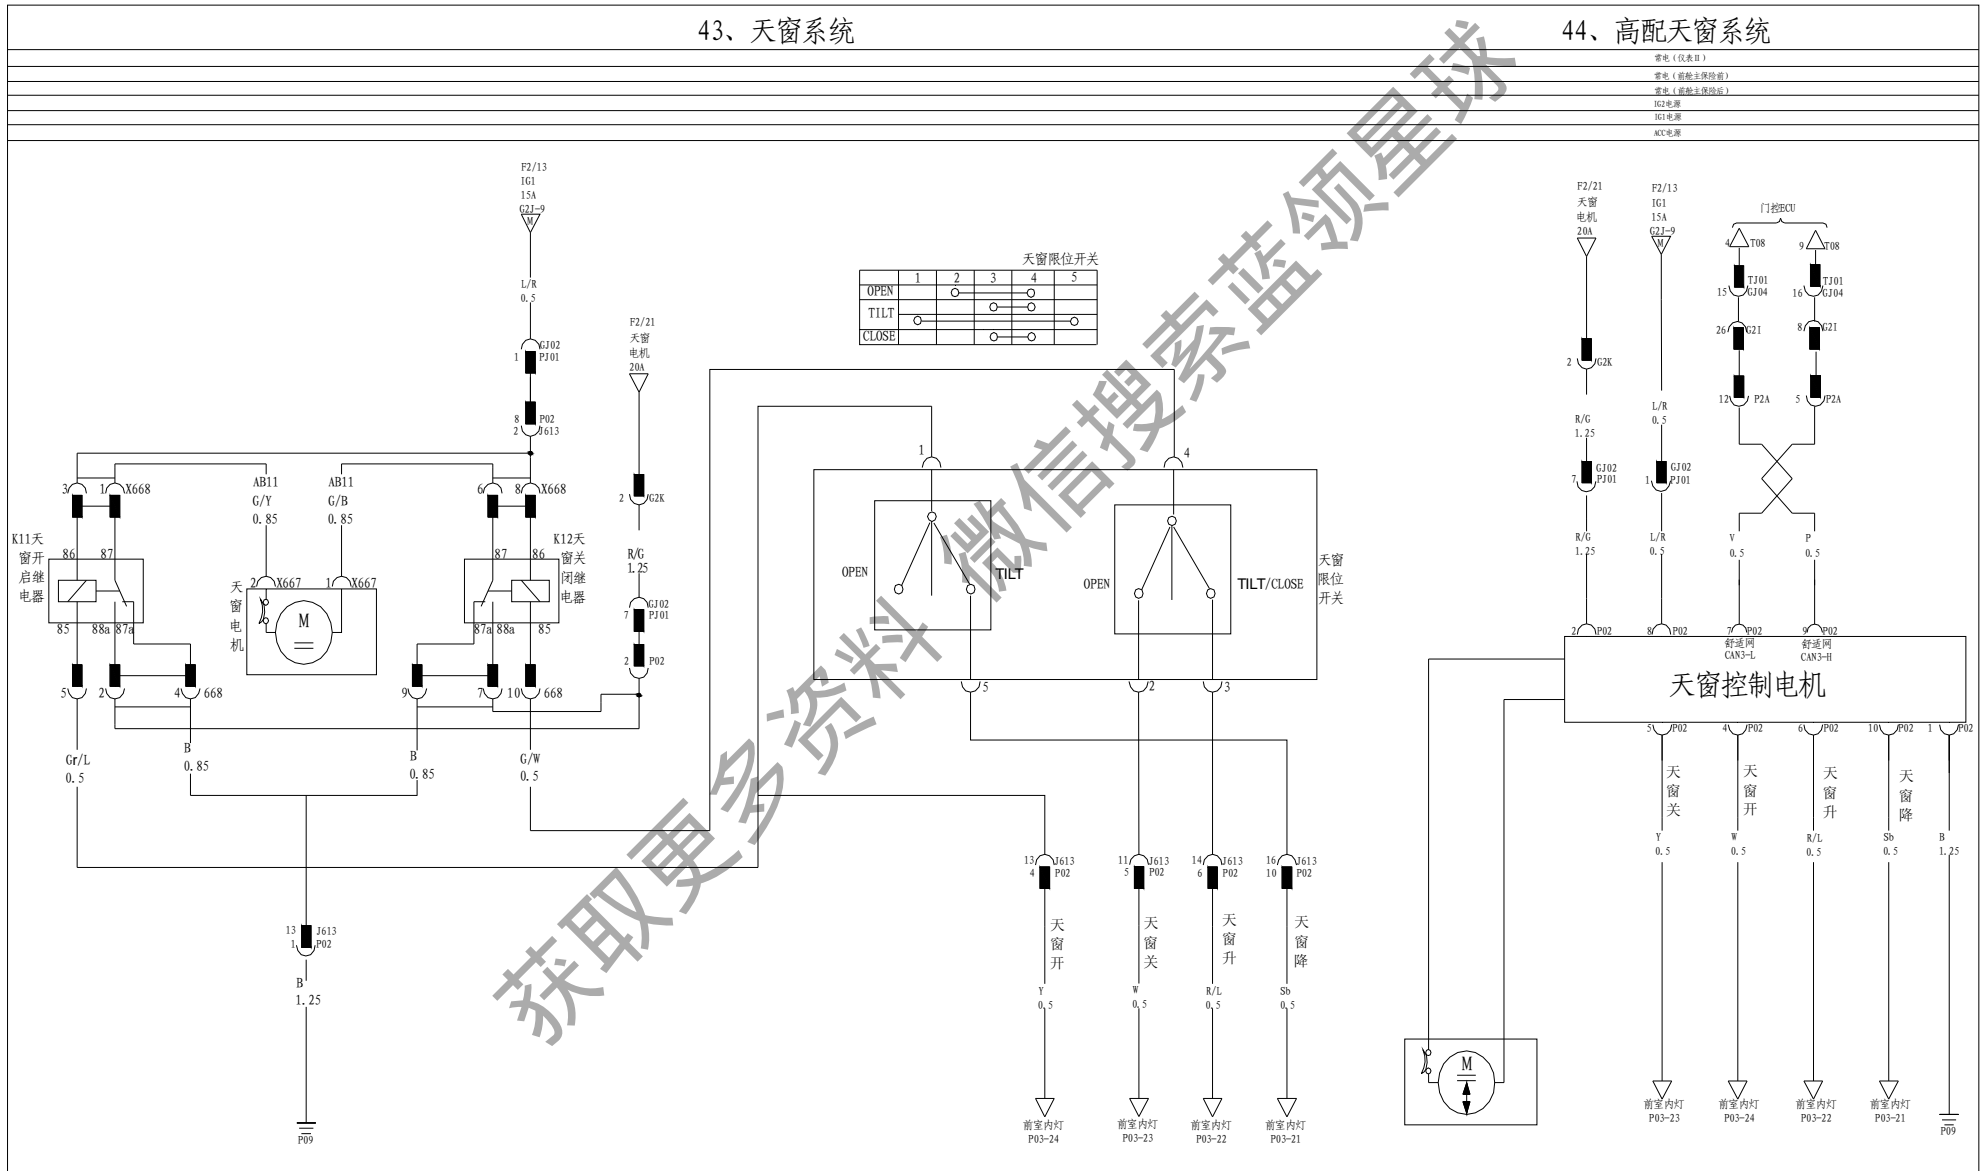 43、天窗系统
44、高配天窗系统
常电（仪表Ⅱ）
常电（前舱主保险前）
常电（前舱主保险后）
IG2电源
IG1电源
ACC电源
F2/13
IG1
15A
G2J-9
M
L/R
0.5
GJ02
1 PJ01
8 P02
2 J613
F2/21
天窗
电机
20A
2 G2K
R/G
1.25
GJ02
7 PJ01
2 P02
3 1 X668
AB11
G/Y
0.85
AB11
G/B
0.85
6 8 X668
K11天
窗开
启继
电器
86 87
85 88a 87a
2 X667
1 X667
天
窗
电
机
M
87 86
87a 88a 85
K12天
窗关
闭继
电器
5 2 4 668
9 7 10 668
Gr/L
0.5
B
0.85
B
0.85
G/W
0.5
13 J613
1 P02
B
1.25
P09
天窗限位开关
1 2 3 4 5
OPEN
TILT
CLOSE
1
4
OPEN
TILT
OPEN
TILT/CLOSE
天窗
限位
开关
5
2
3
13 J613
4 P02
11 J613
5 P02
14 J613
6 P02
16 J613
10 P02
天
窗
开
天
窗
关
天
窗
升
天
窗
降
Y
0.5
W
0.5
R/L
0.5
Sb
0.5
前室内灯
P03-24
前室内灯
P03-23
前室内灯
P03-22
前室内灯
P03-21
F2/21
天窗
电机
20A
F2/13
IG1
15A
G2J-9
M
门控ECU
4 T08
9 T08
TJ01
15 GJ04
TJ01
16 GJ04
26 G2I
8 G2I
2 G2K
12 P2A
5 P2A
R/G
1.25
L/R
0.5
GJ02
7 PJ01
GJ02
1 PJ01
R/G
1.25
L/R
0.5
V
0.5
P
0.5
2 P02
8 P02
7 P02
9 P02
舒适网
CAN3-L
舒适网
CAN3-H
天窗控制电机
5 P02
4 P02
6 P02
10 P02
1 P02
天
窗
关
天
窗
开
天
窗
升
天
窗
降
Y
0.5
W
0.5
R/L
0.5
Sb
0.5
B
1.25
M
前室内灯
P03-23
前室内灯
P03-24
前室内灯
P03-22
前室内灯
P03-21
P09
获取更多资料 微信搜索蓝领星球